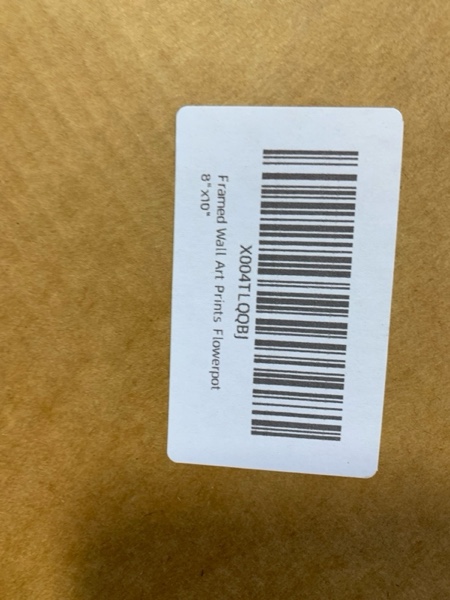 X004TLQQBJ
Framed Wall Art Prints Flowerpot
8"x10"